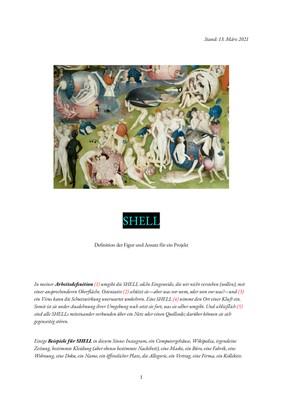 Stand: 13. März 2021
SHELL
Definition der Figur und Ansatz für ein Projekt
In meiner Arbeitsdefinition (1) umgibt die SHELL solche Eingeweide, die wir nicht verstehen (sollen), mit
einer ansprechenden Oberfläche. Ostentativ (2) schützt sie—aber was vor wem, oder wen vor was?—und (3)
ein Virus kann die Schutzwirkung unerwartet umkehren. Eine SHELL (4) nimmt den Ort einer Kluft ein.
Somit ist sie weder Ausdehnung ihrer Umgebung noch setzt sie fort, was sie selber umgibt. Und schließlich (5)
sind alle SHELLs miteinander verbunden über ein Netz oder einen Quellcode; darüber können sie sich
gegenseitig stören.
Einige Beispiele für SHELL in diesem Sinne: Instagram, ein Computergehäuse, Wikipedia, irgendeine
Zeitung, bestimmte Kleidung (aber ebenso bestimmte Nacktheit), eine Maske, ein Büro, eine Fabrik, eine
Wohnung, eine Doku, ein Name, ein öffentlicher Platz, die Allegorie, ein Vertrag, eine Firma, ein Kollektiv.
1